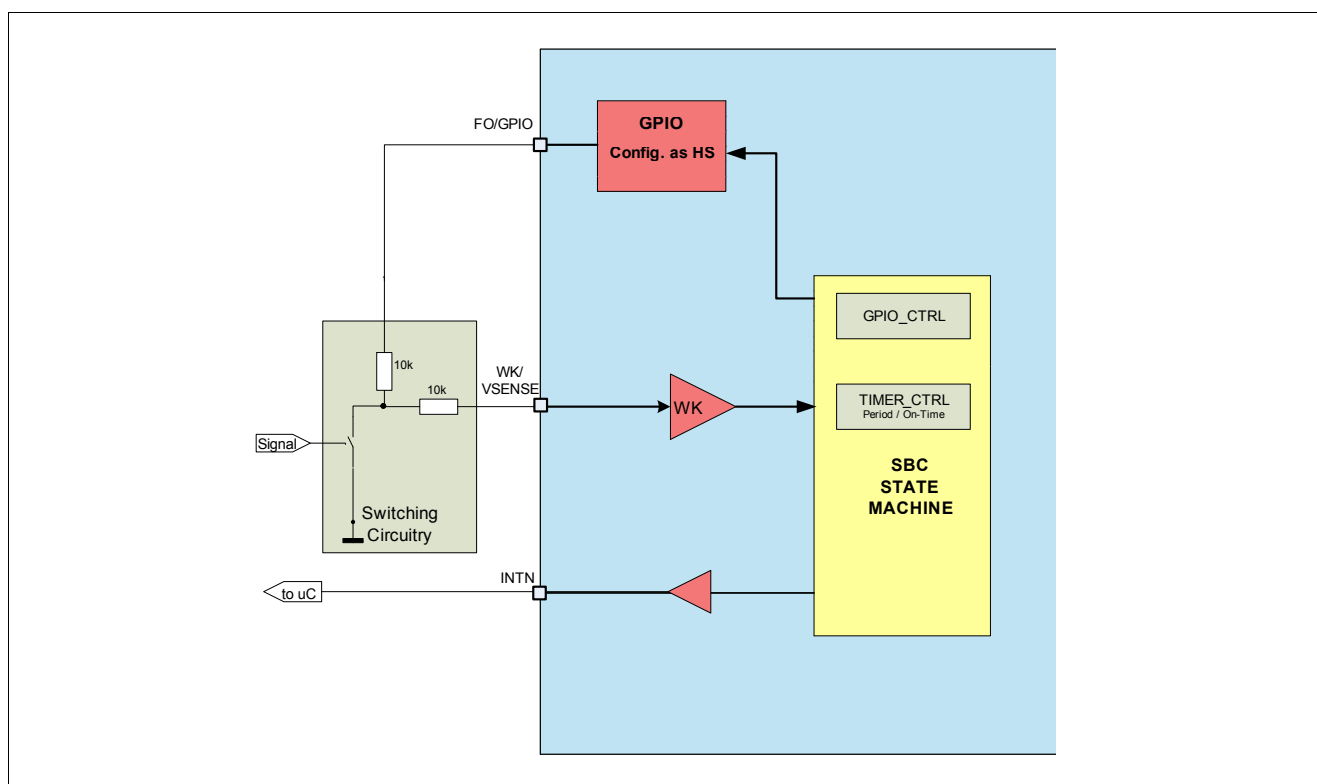 FO/GPIO
GPIO
Config. as HS
GPIO_CTRL
10k
10k
WK/
VSENSE
WK
TIMER_CTRL
Period / On-Time
Signal
SBC
STATE
MACHINE
Switching
Circuitry
INTN
to uC